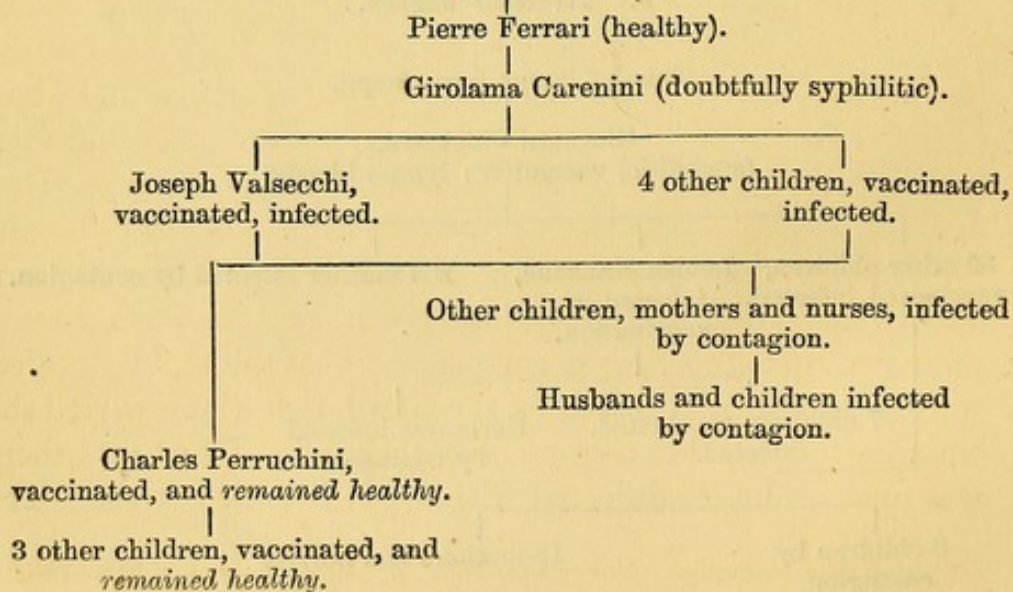 Pierre Ferrari (healthy).
Girolama Carenini (doubtfully syphilitic).
Joseph Valsecchi,
vaccinated, infected.
4 other children, vaccinated,
infected.
Other children, mothers and nurses, infected
by contagion.
Husbands and children infected
by contagion.
Charles Perruchini,
vaccinated, and remained healthy.
3 other children, vaccinated, and
remained healthy.